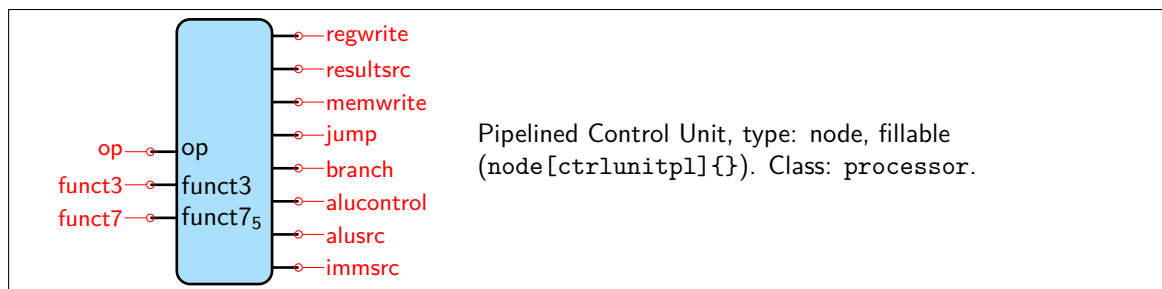 regwrite
resultsrc
memwrite
jump
branch
alucontrol
alusrc
immsrc
op
funct3
funct7
op
funct3
funct7₅
Pipelined Control Unit, type: node, fillable
(node[ctrlunitpl]{}). Class: processor.